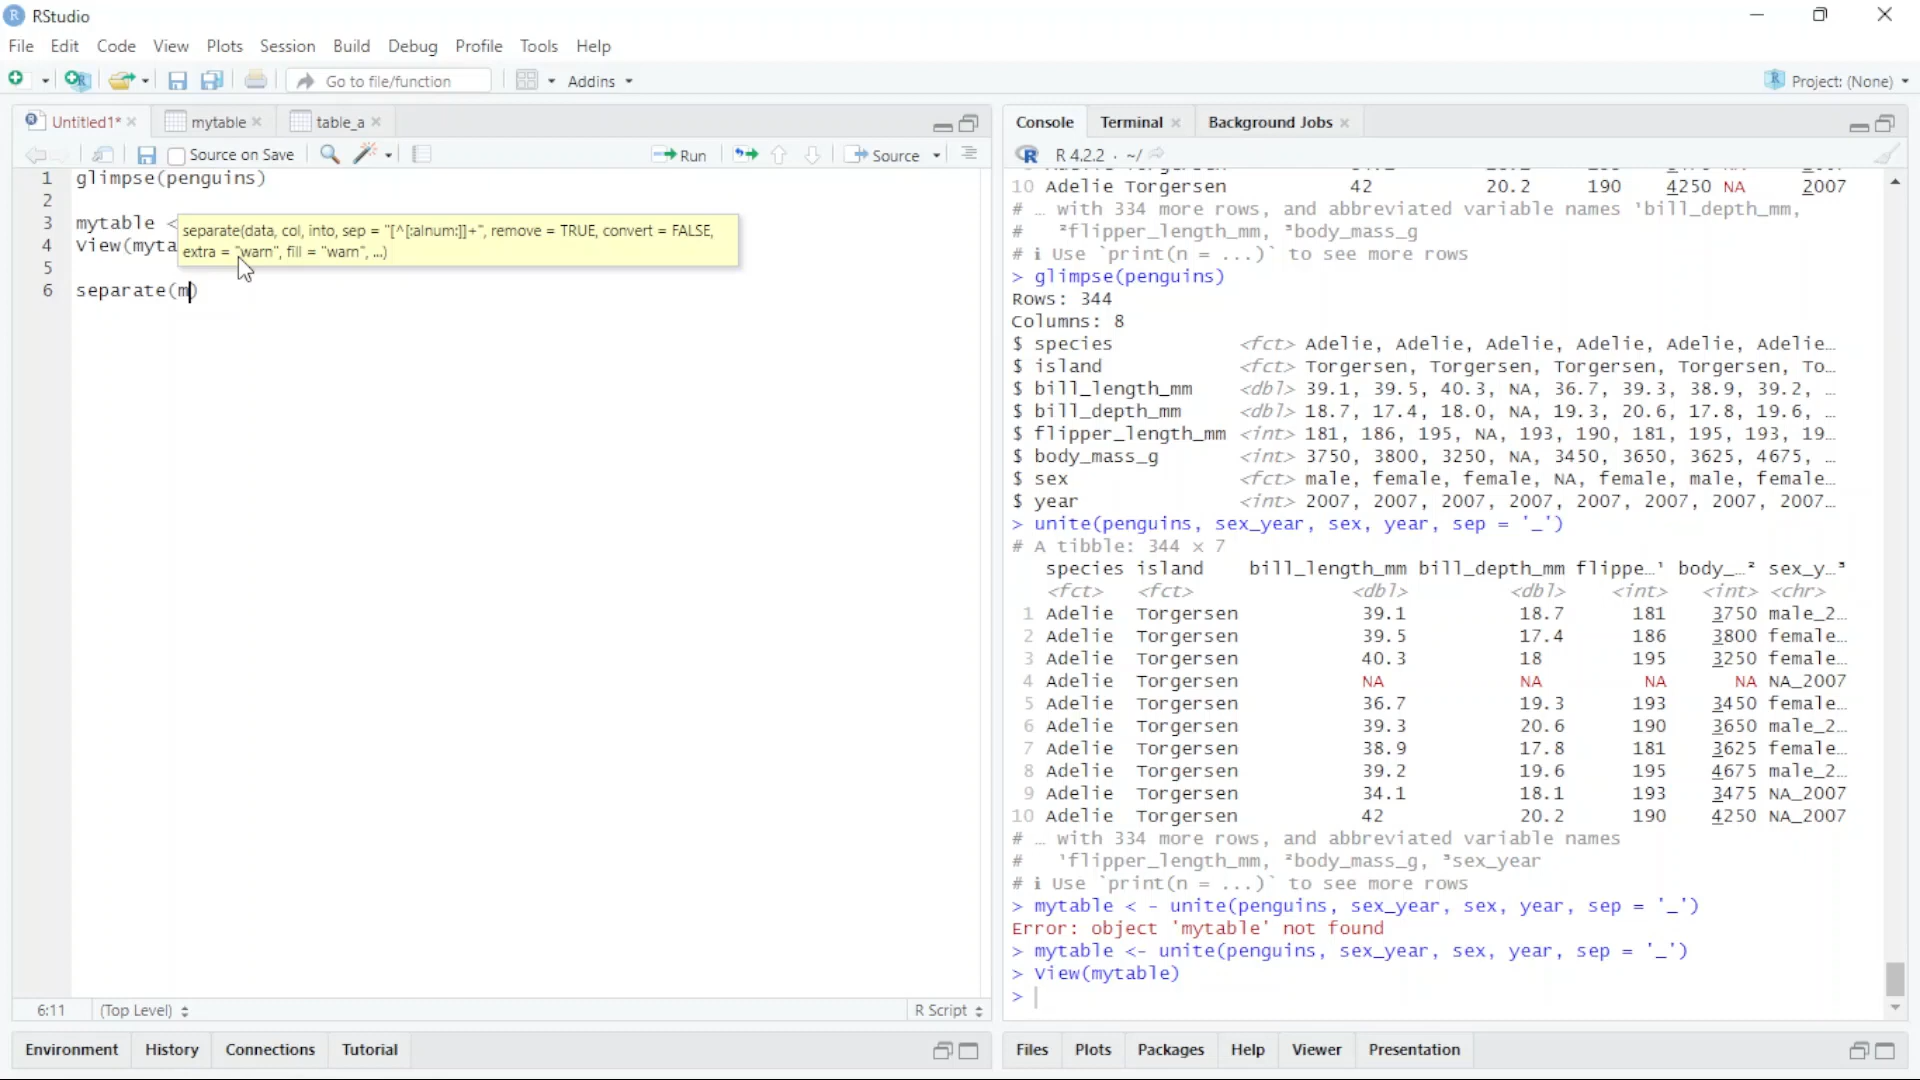 RStudio
File Edit Code View Plots Session Build Debug Profile Tools Help
Go to file/function Addins Project: (None)
Untitled1* mytable table_a
Source on Save Run Source
1 glimpse(penguins)
2
3 mytable <
4 View(myta
5
6 separate(m)
separate(data, col, into, sep = "[^[:alnum:]]+", remove = TRUE, convert = FALSE,
extra = "warn", fill = "warn", ...)
6:11 (Top Level) R Script
Environment History Connections Tutorial
Console Terminal Background Jobs
R 4.2.2 · ~/
10 Adelie Torgersen 42 20.2 190 4250 NA 2007
# … with 334 more rows, and abbreviated variable names ¹bill_depth_mm,
# ²flipper_length_mm, ³body_mass_g
# ℹ Use `print(n = ...)` to see more rows
> glimpse(penguins)
Rows: 344
Columns: 8
$ species <fct> Adelie, Adelie, Adelie, Adelie, Adelie, Adelie…
$ island <fct> Torgersen, Torgersen, Torgersen, Torgersen, To…
$ bill_length_mm <dbl> 39.1, 39.5, 40.3, NA, 36.7, 39.3, 38.9, 39.2, …
$ bill_depth_mm <dbl> 18.7, 17.4, 18.0, NA, 19.3, 20.6, 17.8, 19.6, …
$ flipper_length_mm <int> 181, 186, 195, NA, 193, 190, 181, 195, 193, 19…
$ body_mass_g <int> 3750, 3800, 3250, NA, 3450, 3650, 3625, 4675, …
$ sex <fct> male, female, female, NA, female, male, female…
$ year <int> 2007, 2007, 2007, 2007, 2007, 2007, 2007, 2007…
> unite(penguins, sex_year, sex, year, sep = '_')
# A tibble: 344 × 7
species island bill_length_mm bill_depth_mm flippe…¹ body_…² sex_y…³
<fct> <fct> <dbl> <dbl> <int> <int> <chr>
1 Adelie Torgersen 39.1 18.7 181 3750 male_2…
2 Adelie Torgersen 39.5 17.4 186 3800 female…
3 Adelie Torgersen 40.3 18 195 3250 female…
4 Adelie Torgersen NA NA NA NA NA_2007
5 Adelie Torgersen 36.7 19.3 193 3450 female…
6 Adelie Torgersen 39.3 20.6 190 3650 male_2…
7 Adelie Torgersen 38.9 17.8 181 3625 female…
8 Adelie Torgersen 39.2 19.6 195 4675 male_2…
9 Adelie Torgersen 34.1 18.1 193 3475 NA_2007
10 Adelie Torgersen 42 20.2 190 4250 NA_2007
# … with 334 more rows, and abbreviated variable names
# ¹flipper_length_mm, ²body_mass_g, ³sex_year
# ℹ Use `print(n = ...)` to see more rows
> mytable < - unite(penguins, sex_year, sex, year, sep = '_')
Error: object 'mytable' not found
> mytable <- unite(penguins, sex_year, sex, year, sep = '_')
> View(mytable)
>
Files Plots Packages Help Viewer Presentation